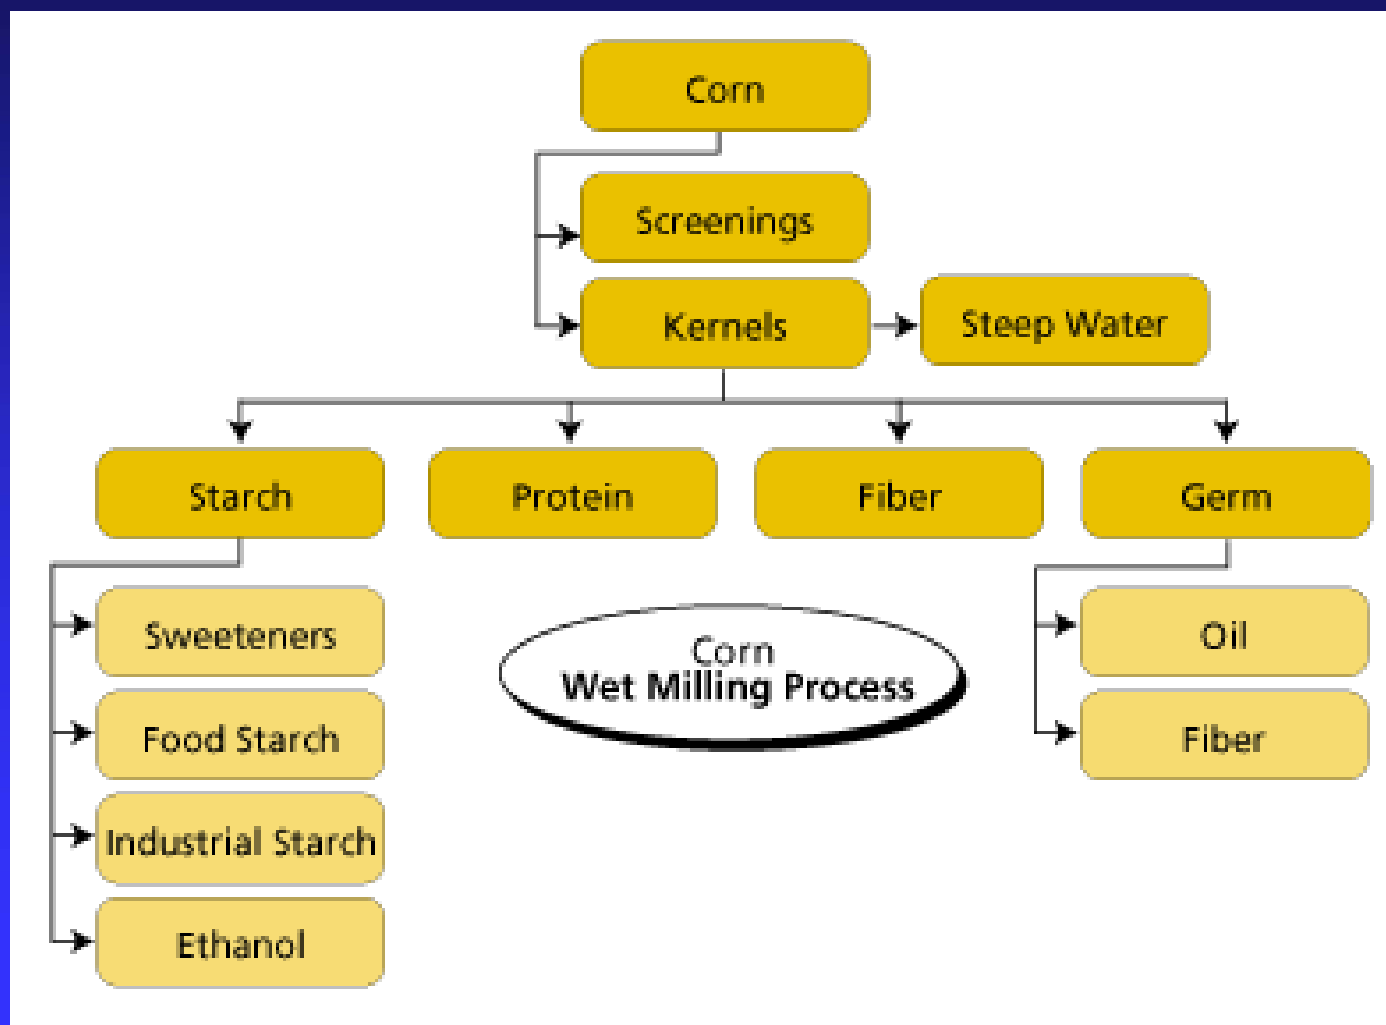 Corn
Screenings
Kernels
Steep Water
Starch
Protein
Fiber
Germ
Sweeteners
Food Starch
Industrial Starch
Ethanol
Corn
Wet Milling Process
Oil
Fiber